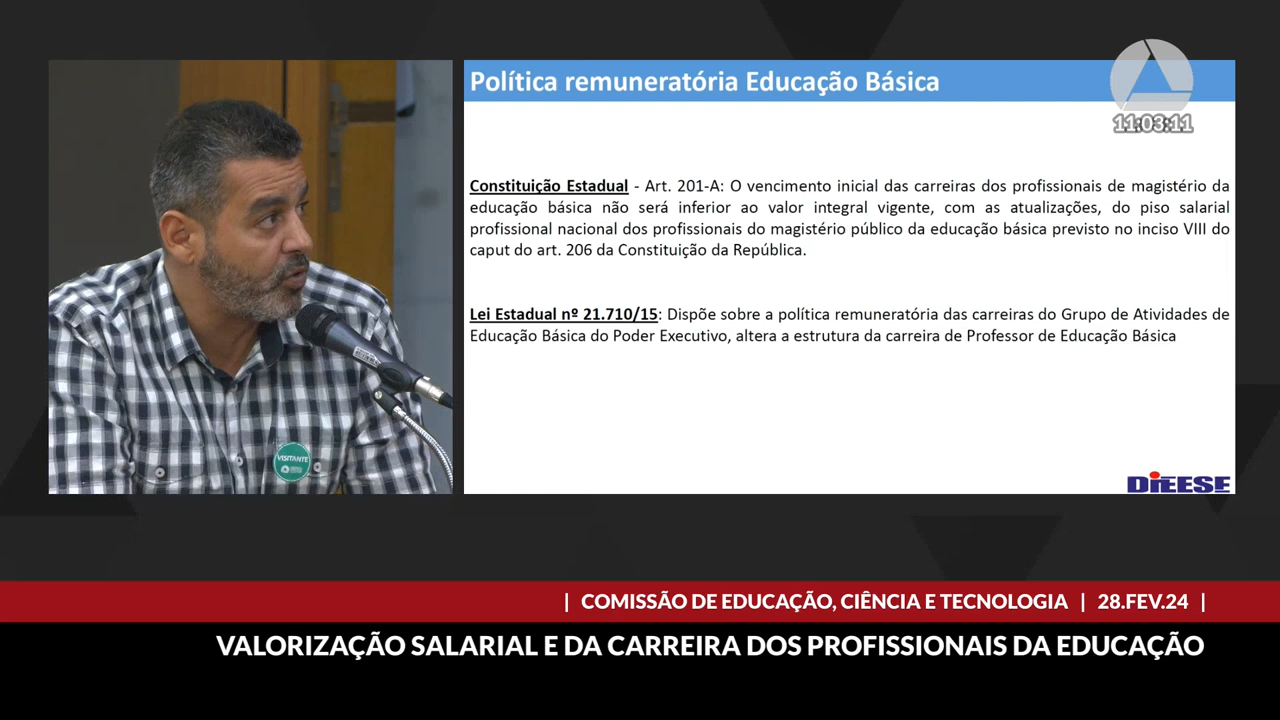 Política remuneratória Educação Básica
11:03:11
Constituição Estadual - Art. 201-A: O vencimento inicial das carreiras dos profissionais de magistério da
educação básica não será inferior ao valor integral vigente, com as atualizações, do piso salarial
profissional nacional dos profissionais do magistério público da educação básica previsto no inciso VIII do
caput do art. 206 da Constituição da República.
Lei Estadual nº 21.710/15: Dispõe sobre a política remuneratória das carreiras do Grupo de Atividades de
Educação Básica do Poder Executivo, altera a estrutura da carreira de Professor de Educação Básica
VISITANTE
DIEESE
| COMISSÃO DE EDUCAÇÃO, CIÊNCIA E TECNOLOGIA | 28.FEV.24 |
VALORIZAÇÃO SALARIAL E DA CARREIRA DOS PROFISSIONAIS DA EDUCAÇÃO